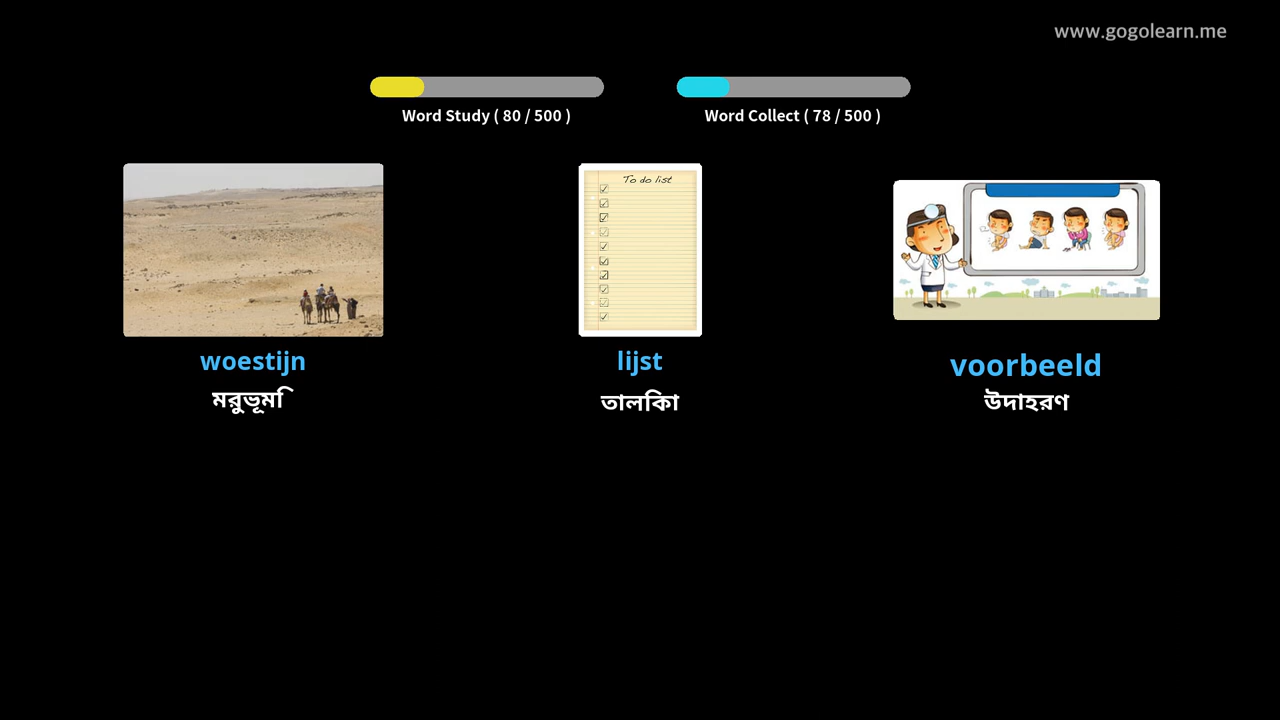 www.gogolearn.me
Word Study ( 80 / 500 )
Word Collect ( 78 / 500 )
To do list
woestijn
lijst
voorbeeld
মরুভূমি
তালিকা
উদাহরণ